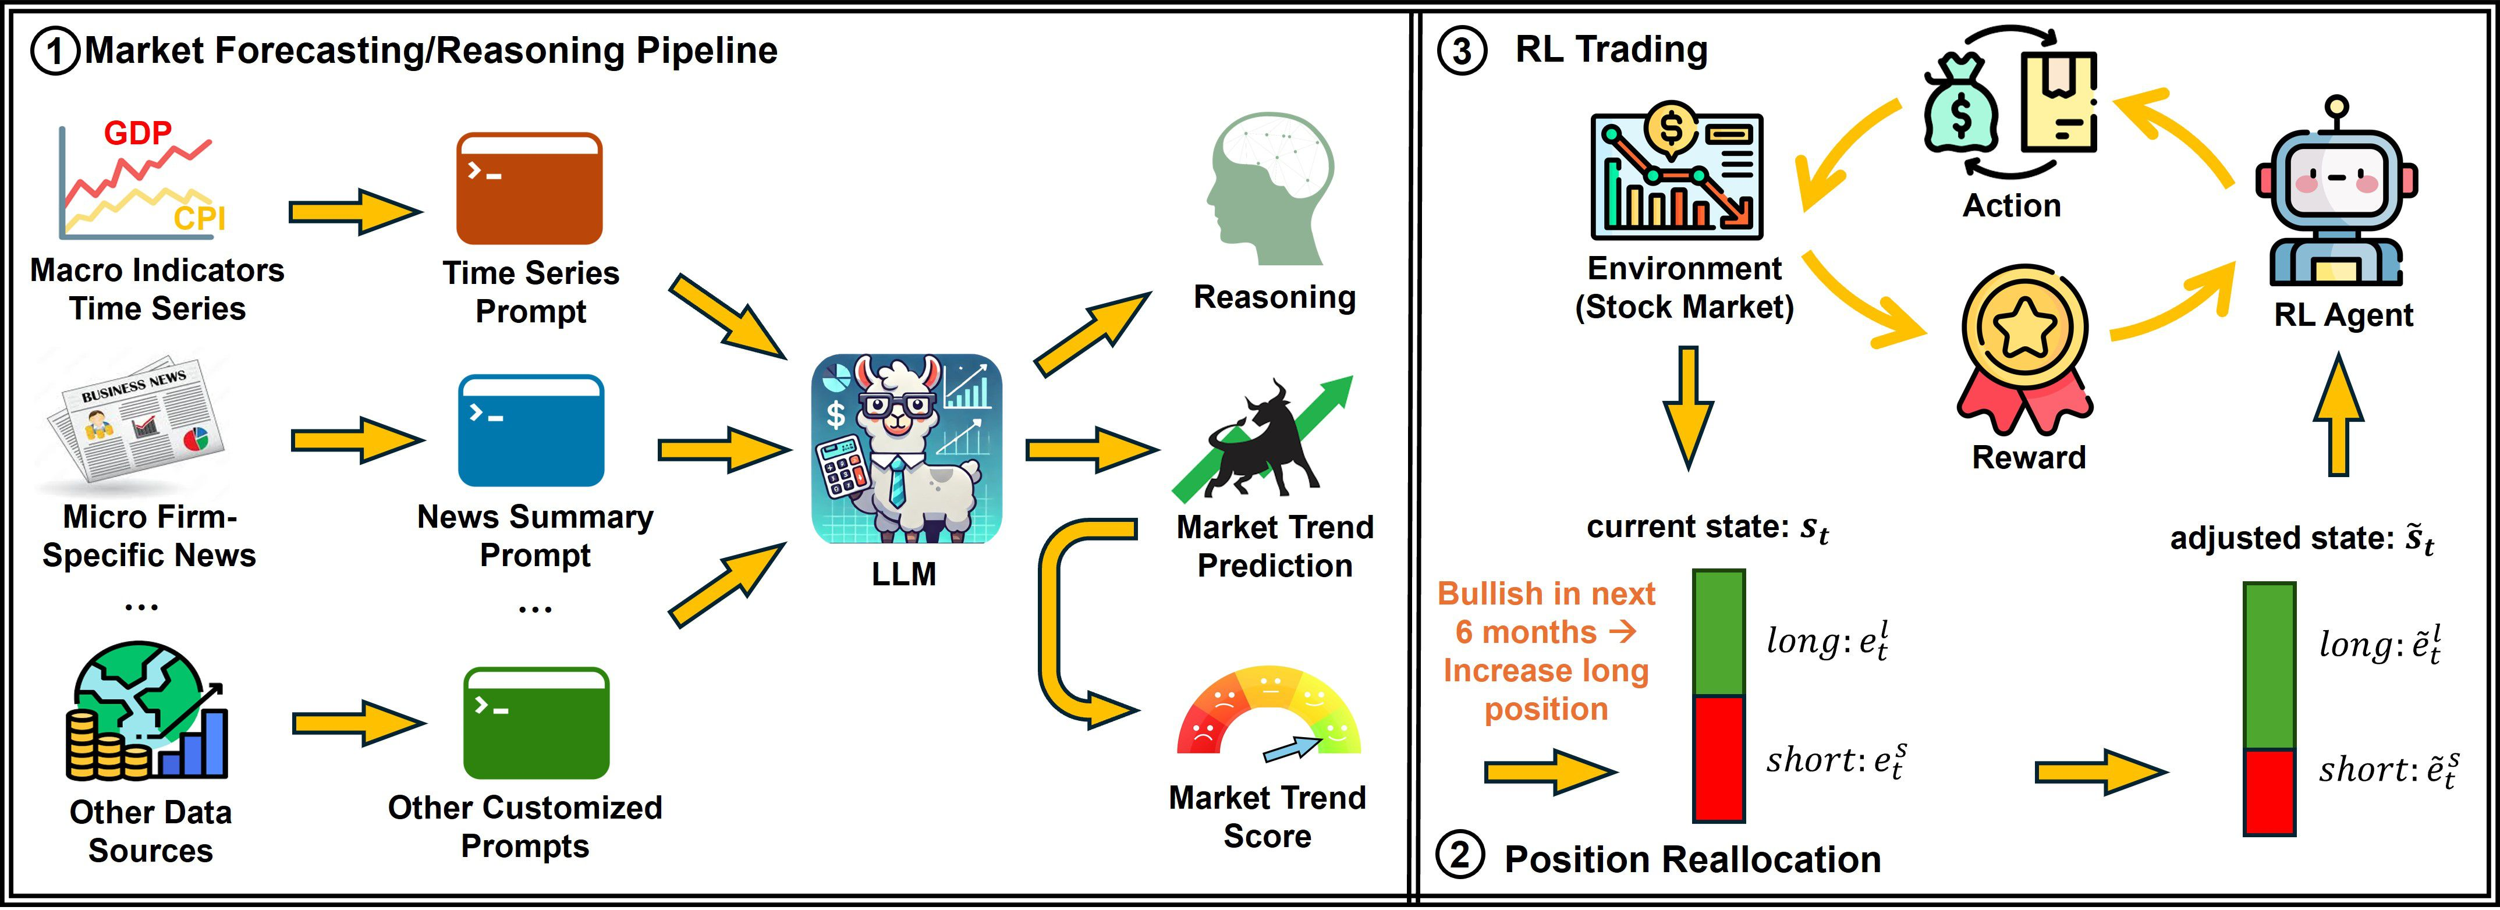 1 Market Forecasting/Reasoning Pipeline
GDP
CPI
Macro Indicators
Time Series
>_
Time Series
Prompt
BUSINESS NEWS
Micro Firm-
Specific News
...
>_
News Summary
Prompt
...
Other Data
Sources
>_
Other Customized
Prompts
$
LLM
Reasoning
Market Trend
Prediction
Market Trend
Score
3 RL Trading
$
Environment
(Stock Market)
$
Action
Reward
RL Agent
current state: s_t
adjusted state: s̃_t
Bullish in next
6 months →
Increase long
position
long: e_t^l
short: e_t^s
long: ẽ_t^l
short: ẽ_t^s
2 Position Reallocation